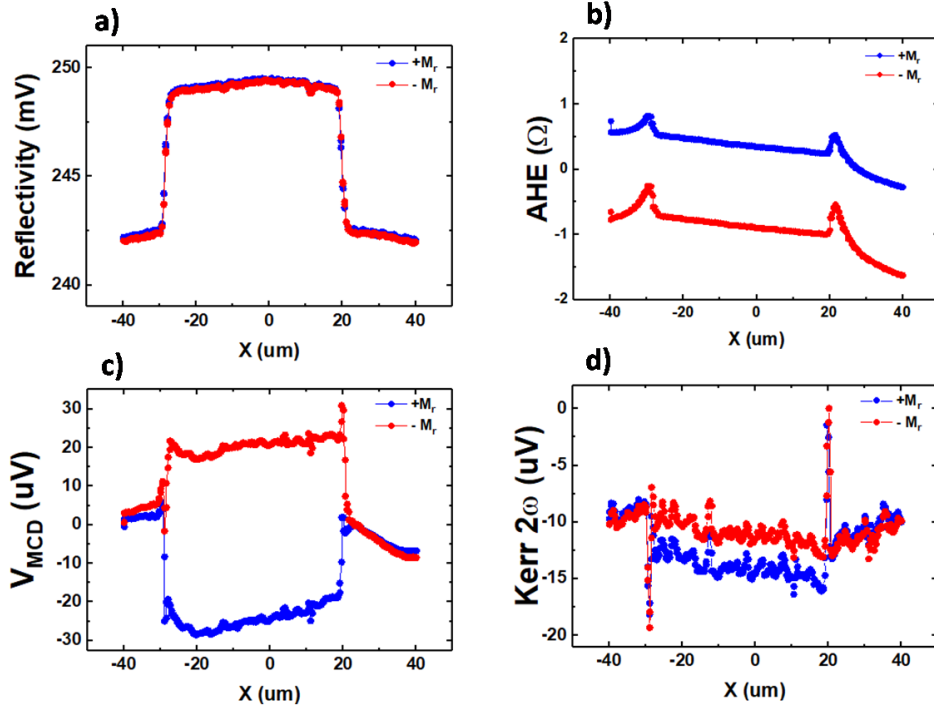 a)
Reflectivity (mV)
250
245
240
-40 -20 0 20 40
X (um)
+Mr
- Mr
b)
AHE (Ω)
2
1
0
-1
-2
-40 -20 0 20 40
X (um)
+Mr
- Mr
c)
VMCD (uV)
30
20
10
0
-10
-20
-30
-40 -20 0 20 40
X (um)
+Mr
- Mr
d)
Kerr 2ω (uV)
0
-5
-10
-15
-20
-40 -20 0 20 40
X (um)
+Mr
- Mr